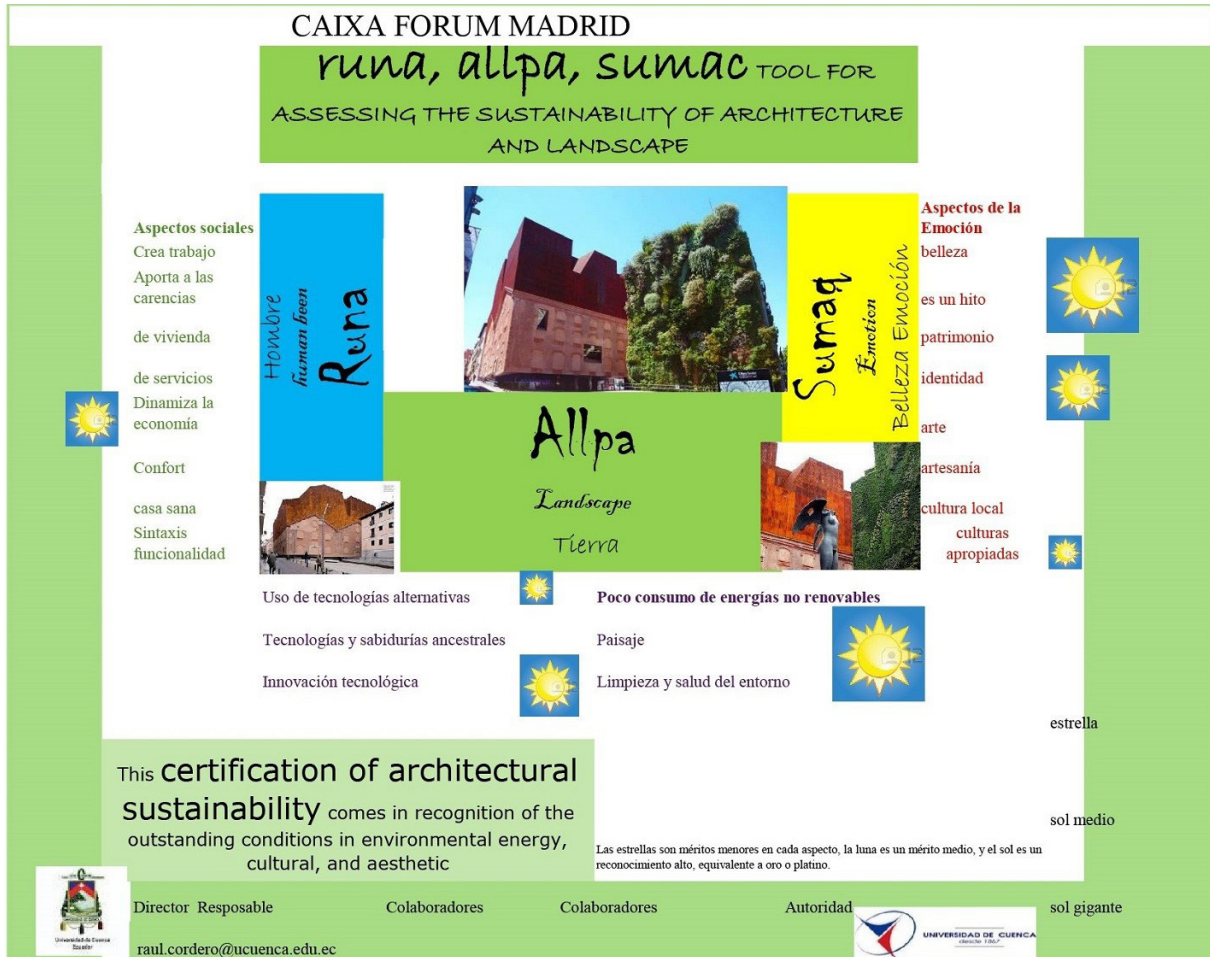 CAIXA FORUM MADRID
runa, allpa, sumac TOOL FOR
ASSESSING THE SUSTAINABILITY OF ARCHITECTURE
AND LANDSCAPE
Aspectos sociales
Crea trabajo
Aporta a las
carencias
de vivienda
de servicios
Dinamiza la
economía
Confort
casa sana
Sintaxis
funcionalidad
Hombre
human been
Runa
Allpa
Landscape
Tierra
Sumaq
Emotion
Belleza Emoción
Aspectos de la
Emoción
belleza
es un hito
patrimonio
identidad
arte
artesanía
cultura local
culturas
apropiadas
Uso de tecnologías alternativas
Poco consumo de energías no renovables
Tecnologías y sabidurías ancestrales
Paisaje
Innovación tecnológica
Limpieza y salud del entorno
estrella
This certification of architectural
sustainability comes in recognition of the
outstanding conditions in environmental energy,
cultural, and aesthetic
sol medio
Las estrellas son méritos menores en cada aspecto, la luna es un mérito medio, y el sol es un
reconocimiento alto, equivalente a oro o platino.
Universidad de Cuenca
Ecuador
Director Resposable
Colaboradores
Colaboradores
Autoridad
sol gigante
raul.cordero@ucuenca.edu.ec
UNIVERSIDAD DE CUENCA
desde 1867